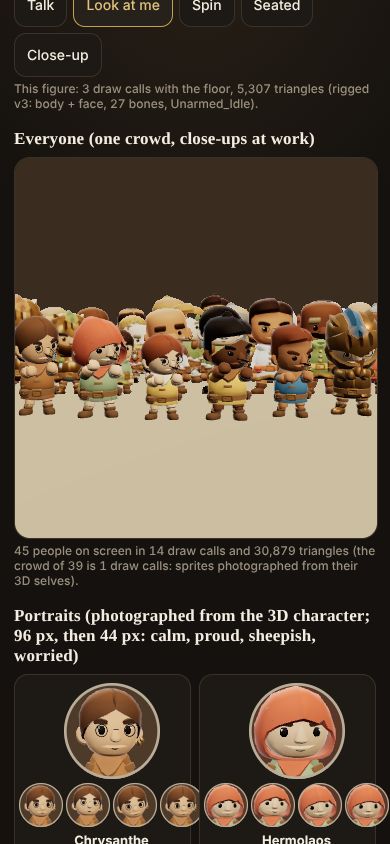 Talk
Look at me
Spin
Seated
Close-up
This figure: 3 draw calls with the floor, 5,307 triangles (rigged
v3: body + face, 27 bones, Unarmed_Idle).
Everyone (one crowd, close-ups at work)
45 people on screen in 14 draw calls and 30,879 triangles (the
crowd of 39 is 1 draw calls: sprites photographed from their
3D selves).
Portraits (photographed from the 3D character;
96 px, then 44 px: calm, proud, sheepish,
worried)
Chrysanthe
Hermolaos